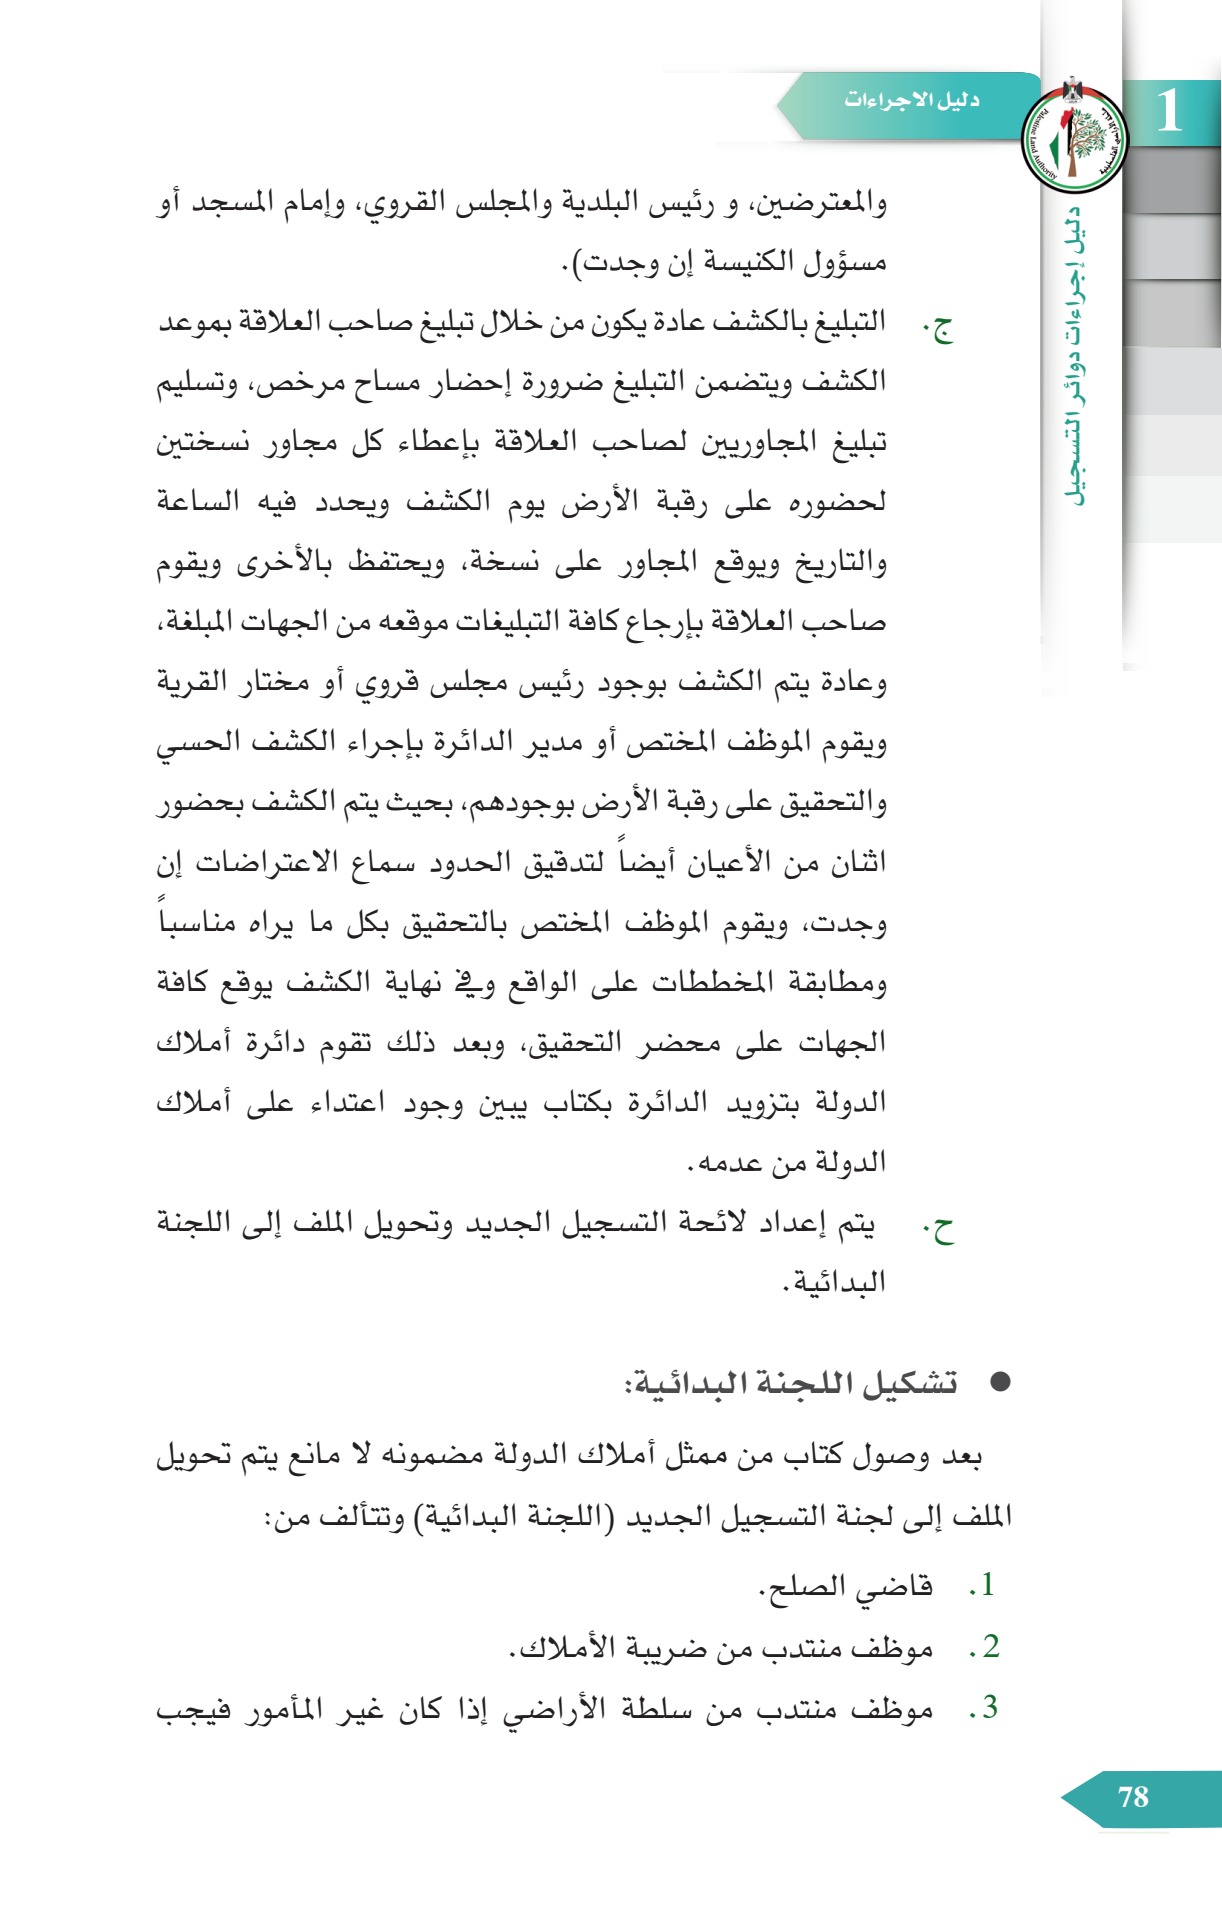 دليل الاجراءات
1
Palestine Land Authority
دليل إجراءات دوائر التسجيل
والمعترضين، و رئيس البلدية والمجلس القروي، وإمام المسجد أو
مسؤول الكنيسة إن وجدت).
ج. التبليغ بالكشف عادة يكون من خلال تبليغ صاحب العلاقة بموعد
الكشف ويتضمن التبليغ ضرورة إحضار مساح مرخص، وتسليم
تبليغ المجاوريين لصاحب العلاقة بإعطاء كل مجاور نسختين
لحضوره على رقبة الأرض يوم الكشف ويحدد فيه الساعة
والتاريخ ويوقع المجاور على نسخة، ويحتفظ بالأخرى ويقوم
صاحب العلاقة بإرجاع كافة التبليغات موقعه من الجهات المبلغة،
وعادة يتم الكشف بوجود رئيس مجلس قروي أو مختار القرية
ويقوم الموظف المختص أو مدير الدائرة بإجراء الكشف الحسي
والتحقيق على رقبة الأرض بوجودهم، بحيث يتم الكشف بحضور
اثنان من الأعيان أيضاً لتدقيق الحدود سماع الاعتراضات إن
وجدت، ويقوم الموظف المختص بالتحقيق بكل ما يراه مناسباً
ومطابقة المخططات على الواقع وفي نهاية الكشف يوقع كافة
الجهات على محضر التحقيق، وبعد ذلك تقوم دائرة أملاك
الدولة بتزويد الدائرة بكتاب يبين وجود اعتداء على أملاك
الدولة من عدمه.
ح. يتم إعداد لائحة التسجيل الجديد وتحويل الملف إلى اللجنة
البدائية.
● تشكيل اللجنة البدائية:
بعد وصول كتاب من ممثل أملاك الدولة مضمونه لا مانع يتم تحويل
الملف إلى لجنة التسجيل الجديد (اللجنة البدائية) وتتألف من:
1. قاضي الصلح.
2. موظف منتدب من ضريبة الأملاك.
3. موظف منتدب من سلطة الأراضي إذا كان غير المأمور فيجب
78